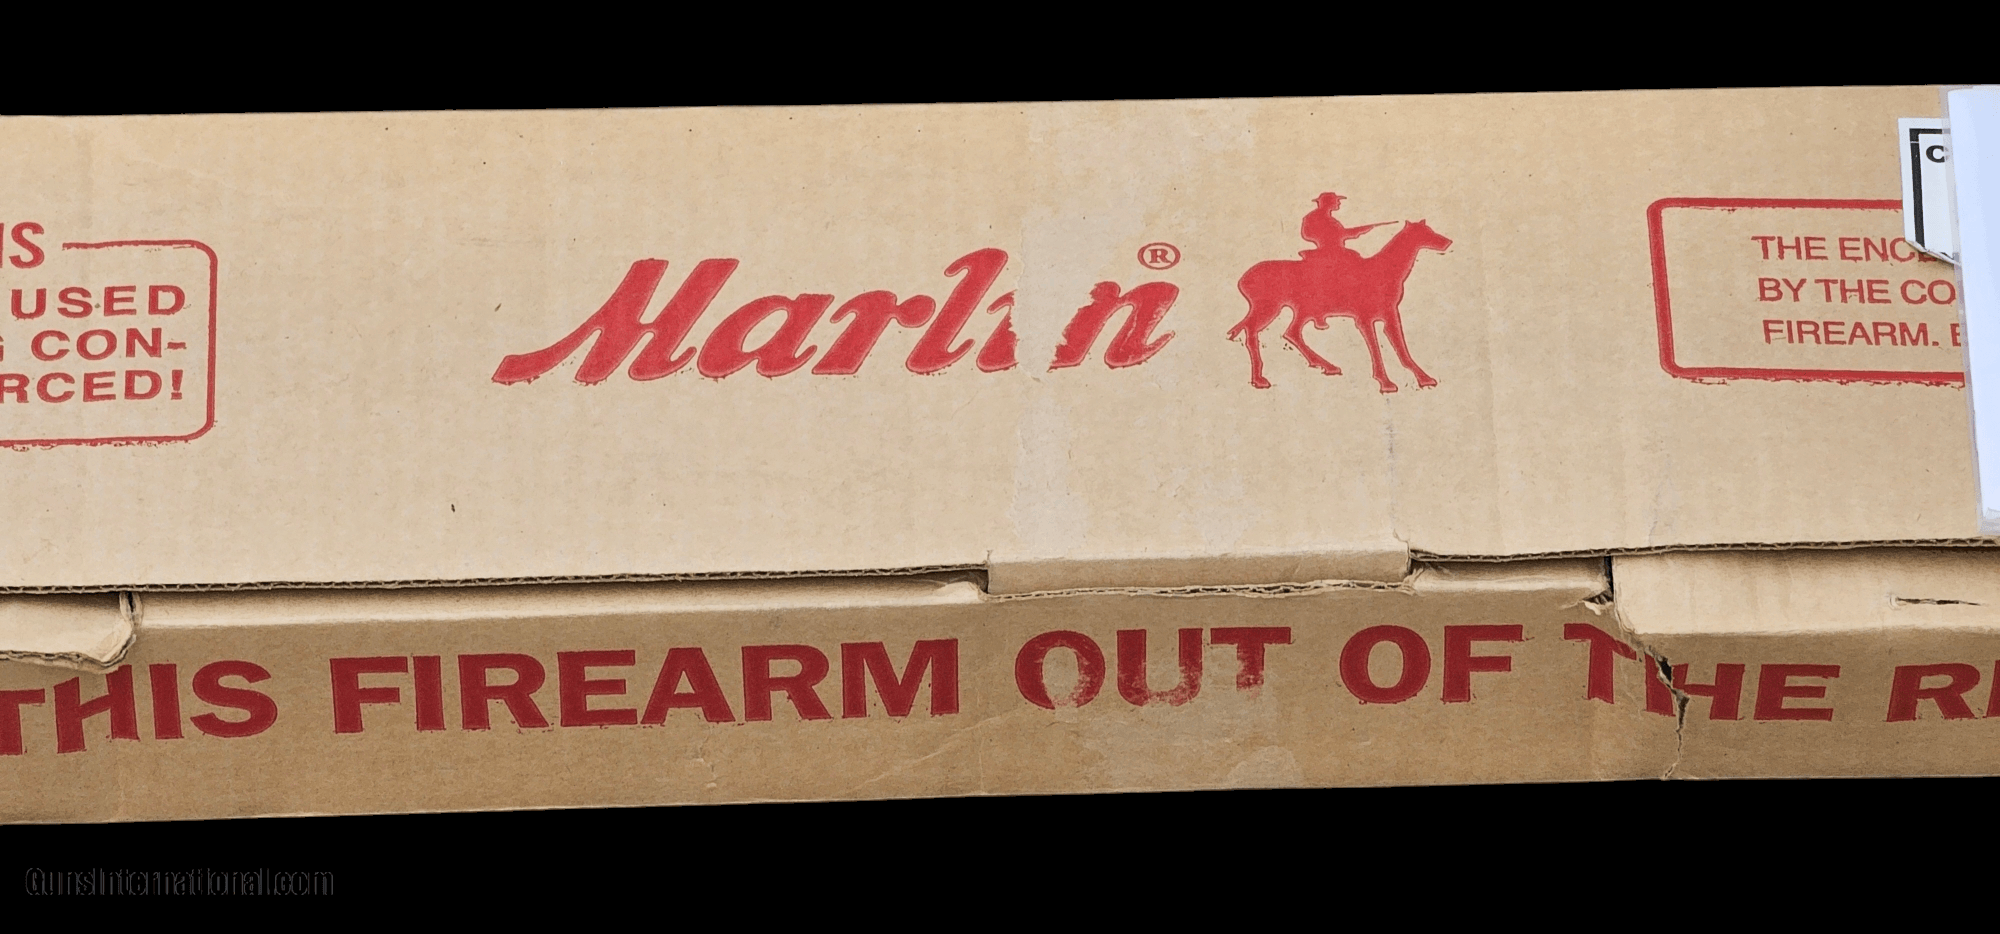 IS
USED
CON-
RCED!
Marlin®
THE ENC
BY THE CO
FIREARM.
C
THIS FIREARM OUT OF THE
GunsInternational.com